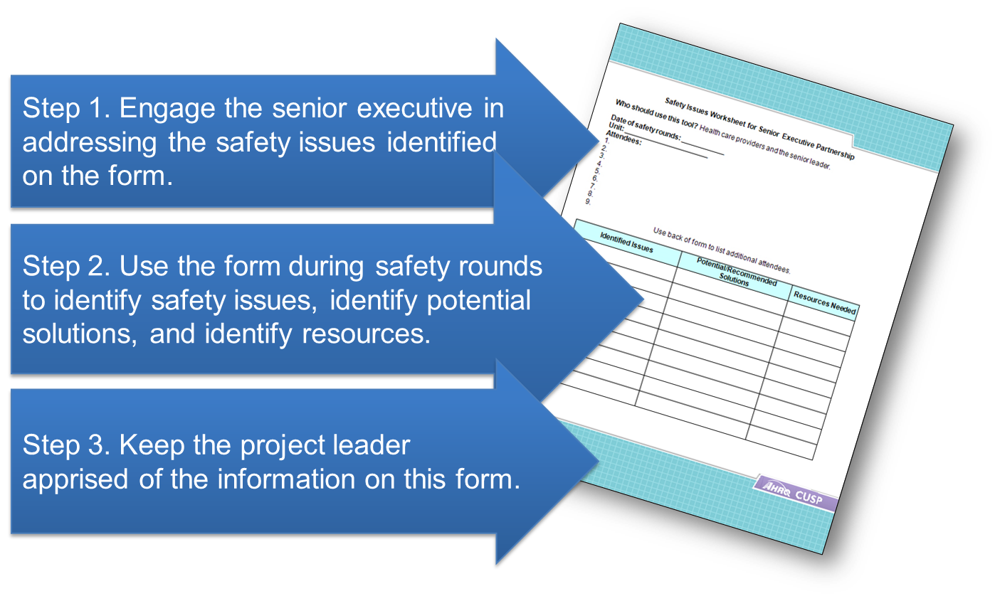 Step 1. Engage the senior executive in
addressing the safety issues identified
on the form.
Step 2. Use the form during safety rounds
to identify safety issues, identify potential
solutions, and identify resources.
Step 3. Keep the project leader
apprised of the information on this form.
Safety Issues Worksheet for Senior Executive Partnership
Who should use this tool? Health care providers and the senior leader.
Date of safety rounds:
Unit:
Attendees:
1.
2.
3.
4.
5.
6.
7.
8.
9.
Use back of form to list additional attendees.
Identified Issues
Potential/Recommended
Solutions
Resources Needed
AHRQ CUSP